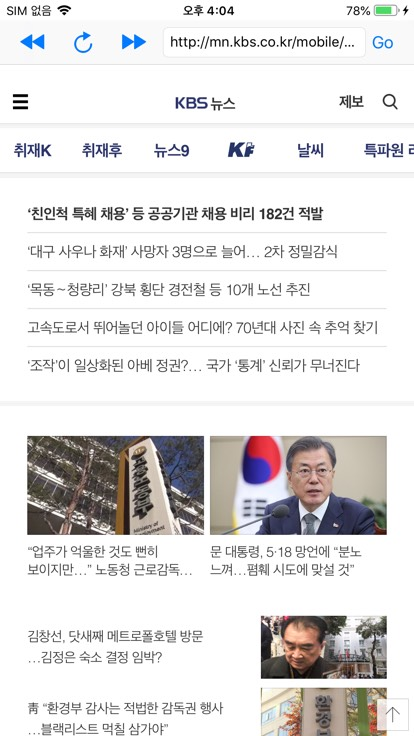 SIM 없음 오후 4:04 78%
http://mn.kbs.co.kr/mobile/... Go
KBS 뉴스 제보
취재K 취재후 뉴스9 KF 날씨 특파원
‘친인척 특혜 채용’ 등 공공기관 채용 비리 182건 적발
‘대구 사우나 화재’ 사망자 3명으로 늘어… 2차 정밀감식
‘목동~청량리’ 강북 횡단 경전철 등 10개 노선 추진
고속도로서 뛰어놀던 아이들 어디에? 70년대 사진 속 추억 찾기
‘조작’이 일상화된 아베 정권?… 국가 ‘통계’ 신뢰가 무너진다
“업주가 억울한 것도 뻔히
보이지만…” 노동청 근로감독…
문 대통령, 5·18 망언에 “분노
느껴…폄훼 시도에 맞설 것”
김창선, 닷새째 메트로폴호텔 방문
…김정은 숙소 결정 임박?
靑 “환경부 감사는 적법한 감독권 행사
…블랙리스트 먹칠 삼가야”